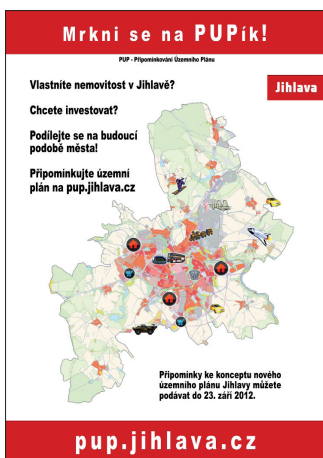 Mrkni se na PUPík!
PUP - Připomínkování Územního Plánu
Vlastníte nemovitost v Jihlavě?
Jihlava
Chcete investovat?
Podílejte se na budoucí
podobě města!
Připomínkujte územní
plán na pup.jihlava.cz
Připomínky ke konceptu nového
územního plánu Jihlavy můžete
podávat do 23. září 2012.
pup.jihlava.cz